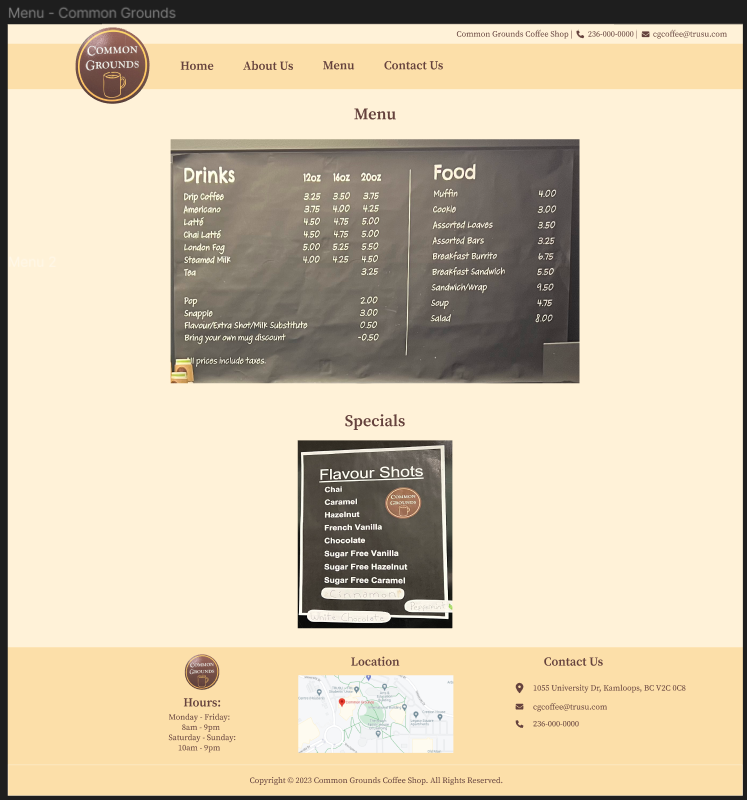 Menu - Common Grounds
Common Grounds Coffee Shop | 236-000-0000 | cgcoffee@trusu.com
COMMON GROUNDS
Home About Us Menu Contact Us
Menu
Drinks 12oz 16oz 20oz
Drip Coffee 3.25 3.50 3.75
Americano 3.75 4.00 4.25
Latté 4.50 4.75 5.00
Chai Latté 4.50 4.75 5.00
London Fog 5.00 5.25 5.50
Steamed Milk 4.00 4.25 4.50
Tea 3.25
Pop 2.00
Snapple 3.00
Flavour/Extra Shot/Milk Substitute 0.50
Bring your own mug discount -0.50
All prices include taxes.
Food
Muffin 4.00
Cookie 3.00
Assorted Loaves 3.50
Assorted Bars 3.25
Breakfast Burrito 6.75
Breakfast Sandwich 5.50
Sandwich/Wrap 9.50
Soup 4.75
Salad 8.00
Specials
Flavour Shots
COMMON GROUNDS
Chai
Caramel
Hazelnut
French Vanilla
Chocolate
Sugar Free Vanilla
Sugar Free Hazelnut
Sugar Free Caramel
White Chocolate
COMMON GROUNDS
Hours:
Monday - Friday:
8am - 9pm
Saturday - Sunday:
10am - 9pm
Location
Contact Us
1055 University Dr, Kamloops, BC V2C 0C8
cgcoffee@trusu.com
236-000-0000
Copyright © 2023 Common Grounds Coffee Shop. All Rights Reserved.